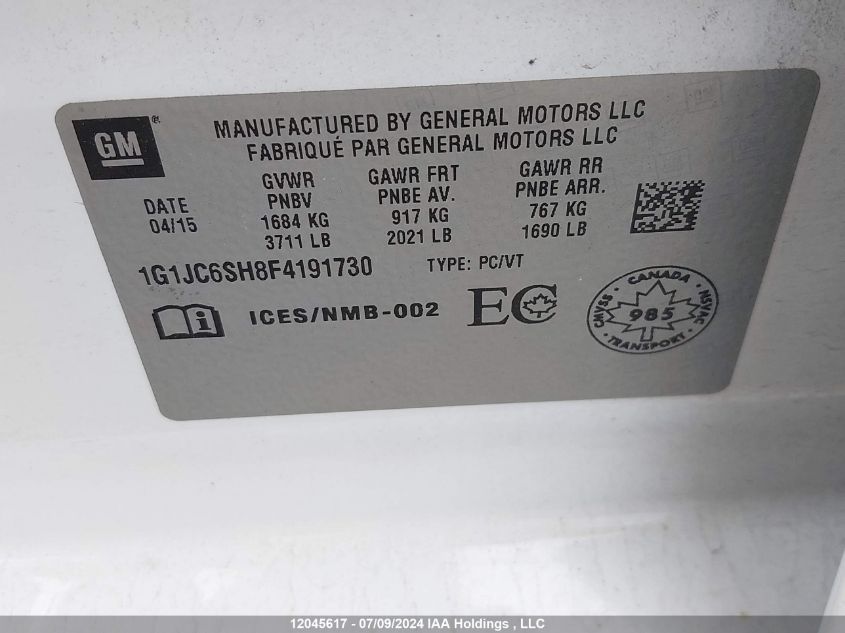 GM®
MANUFACTURED BY GENERAL MOTORS LLC
FABRIQUÉ PAR GENERAL MOTORS LLC
DATE
04/15
GVWR
PNBV
1684 KG
3711 LB
GAWR FRT
PNBE AV.
917 KG
2021 LB
GAWR RR
PNBE ARR.
767 KG
1690 LB
1G1JC6SH8F4191730
TYPE: PC/VT
i
ICES/NMB-002
EC
CANADA
CMVSS
985
NSVAC
TRANSPORT
12045617 - 07/09/2024 IAA Holdings , LLC